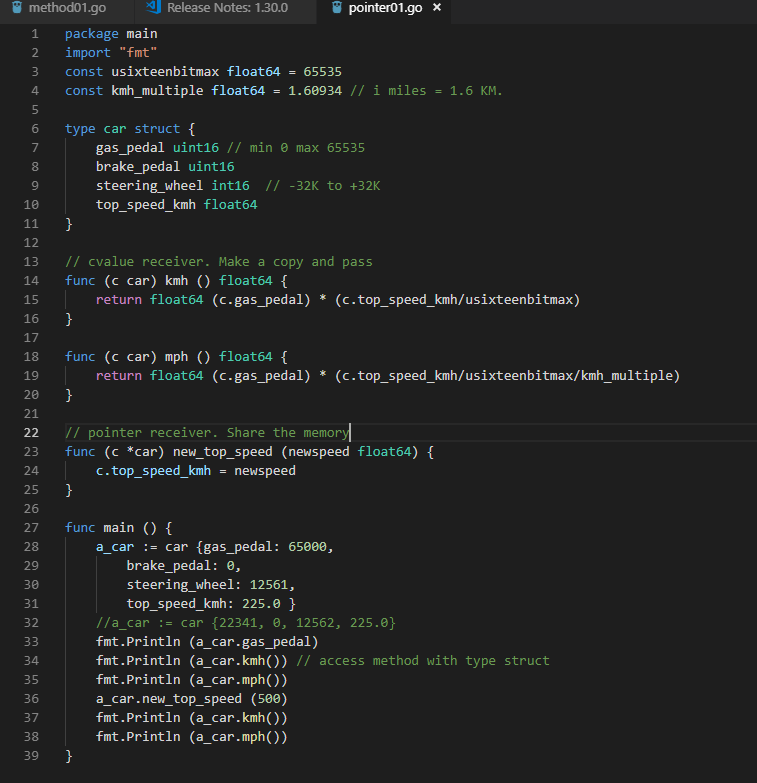 method01.go Release Notes: 1.30.0 pointer01.go ×
1 package main
2 import "fmt"
3 const usixteenbitmax float64 = 65535
4 const kmh_multiple float64 = 1.60934 // i miles = 1.6 KM.
5
6 type car struct {
7     gas_pedal uint16 // min 0 max 65535
8     brake_pedal uint16
9     steering_wheel int16  // -32K to +32K
10     top_speed_kmh float64
11 }
12
13 // cvalue receiver. Make a copy and pass
14 func (c car) kmh () float64 {
15     return float64 (c.gas_pedal) * (c.top_speed_kmh/usixteenbitmax)
16 }
17
18 func (c car) mph () float64 {
19     return float64 (c.gas_pedal) * (c.top_speed_kmh/usixteenbitmax/kmh_multiple)
20 }
21
22 // pointer receiver. Share the memory
23 func (c *car) new_top_speed (newspeed float64) {
24     c.top_speed_kmh = newspeed
25 }
26
27 func main () {
28     a_car := car {gas_pedal: 65000,
29         brake_pedal: 0,
30         steering_wheel: 12561,
31         top_speed_kmh: 225.0 }
32     //a_car := car {22341, 0, 12562, 225.0}
33     fmt.Println (a_car.gas_pedal)
34     fmt.Println (a_car.kmh()) // access method with type struct
35     fmt.Println (a_car.mph())
36     a_car.new_top_speed (500)
37     fmt.Println (a_car.kmh())
38     fmt.Println (a_car.mph())
39 }